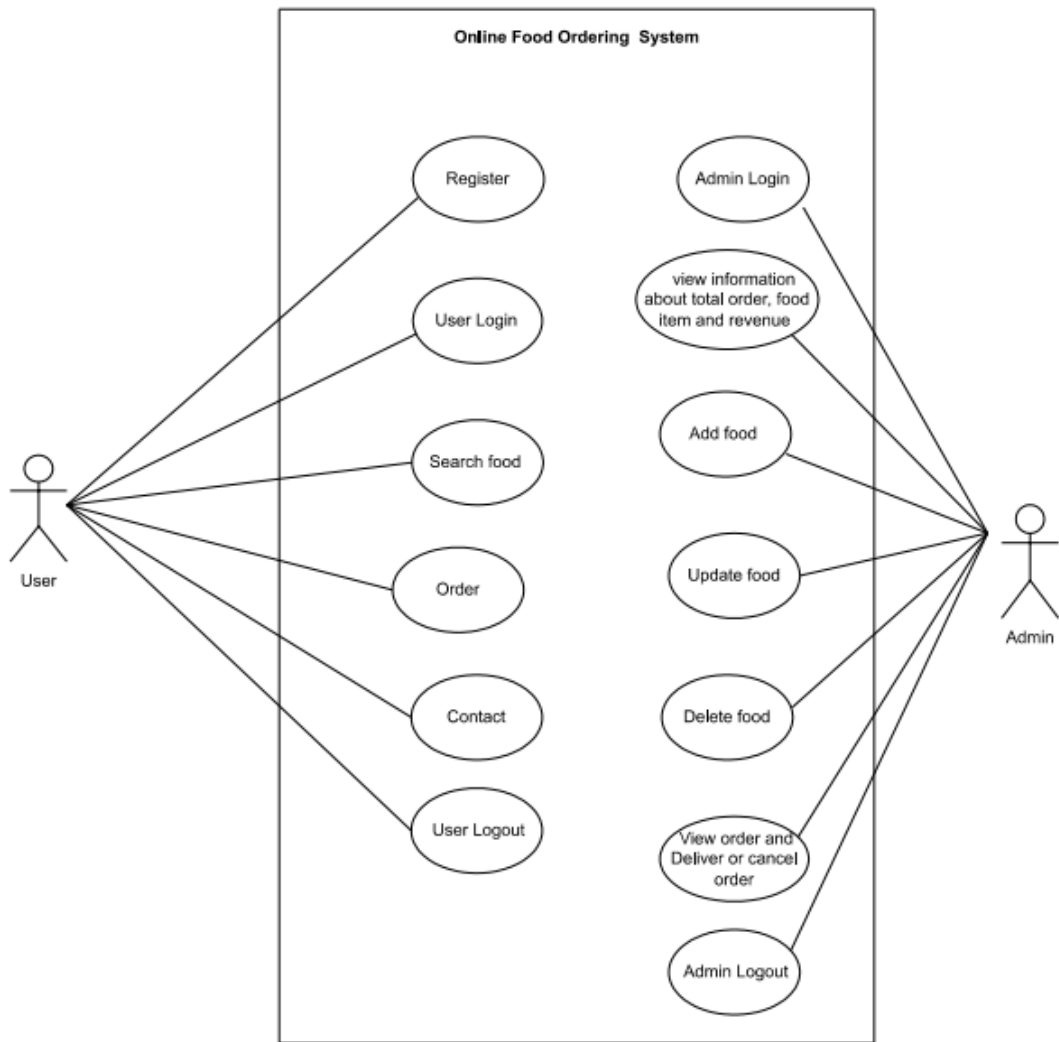 Online Food Ordering System
Register
User Login
Search food
Order
Contact
User Logout
User
Admin Login
view information
about total order, food
item and revenue
Add food
Update food
Delete food
View order and
Deliver or cancel
order
Admin Logout
Admin